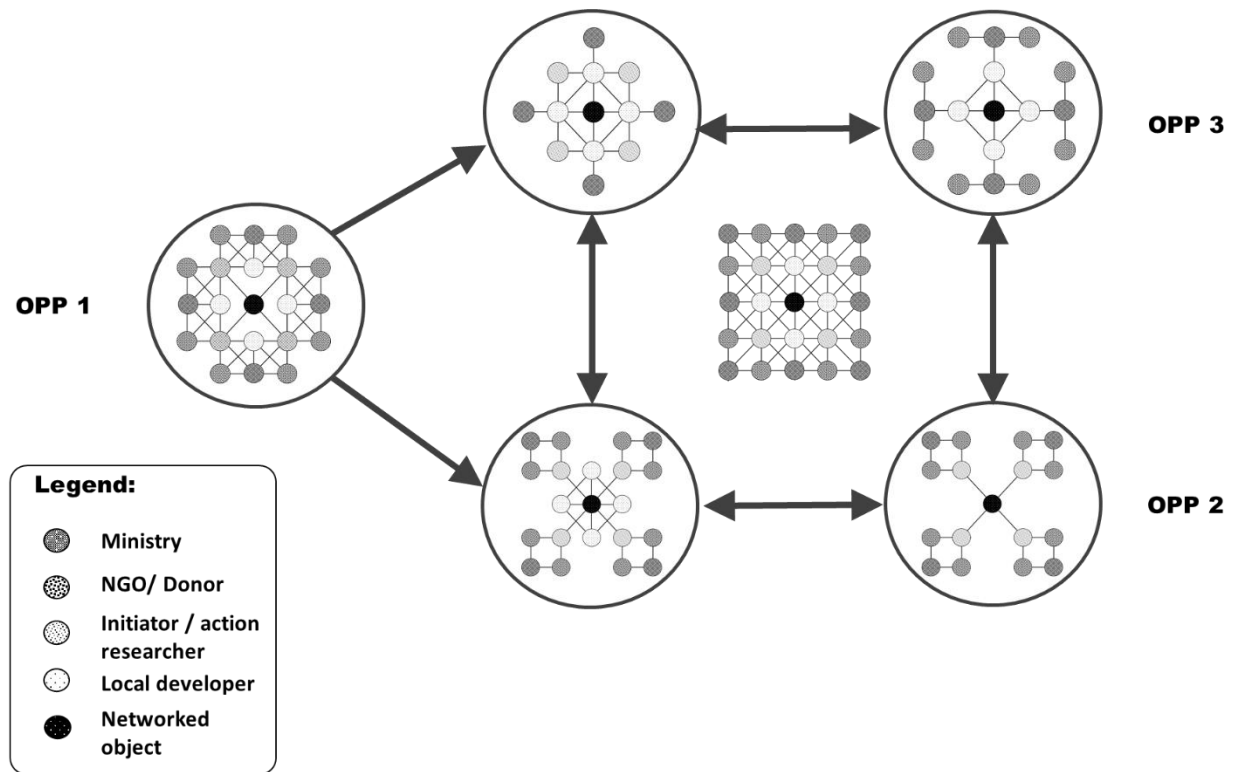 OPP 3
OPP 1
OPP 2
Legend:
Ministry
NGO/ Donor
Initiator / action
researcher
Local developer
Networked
object